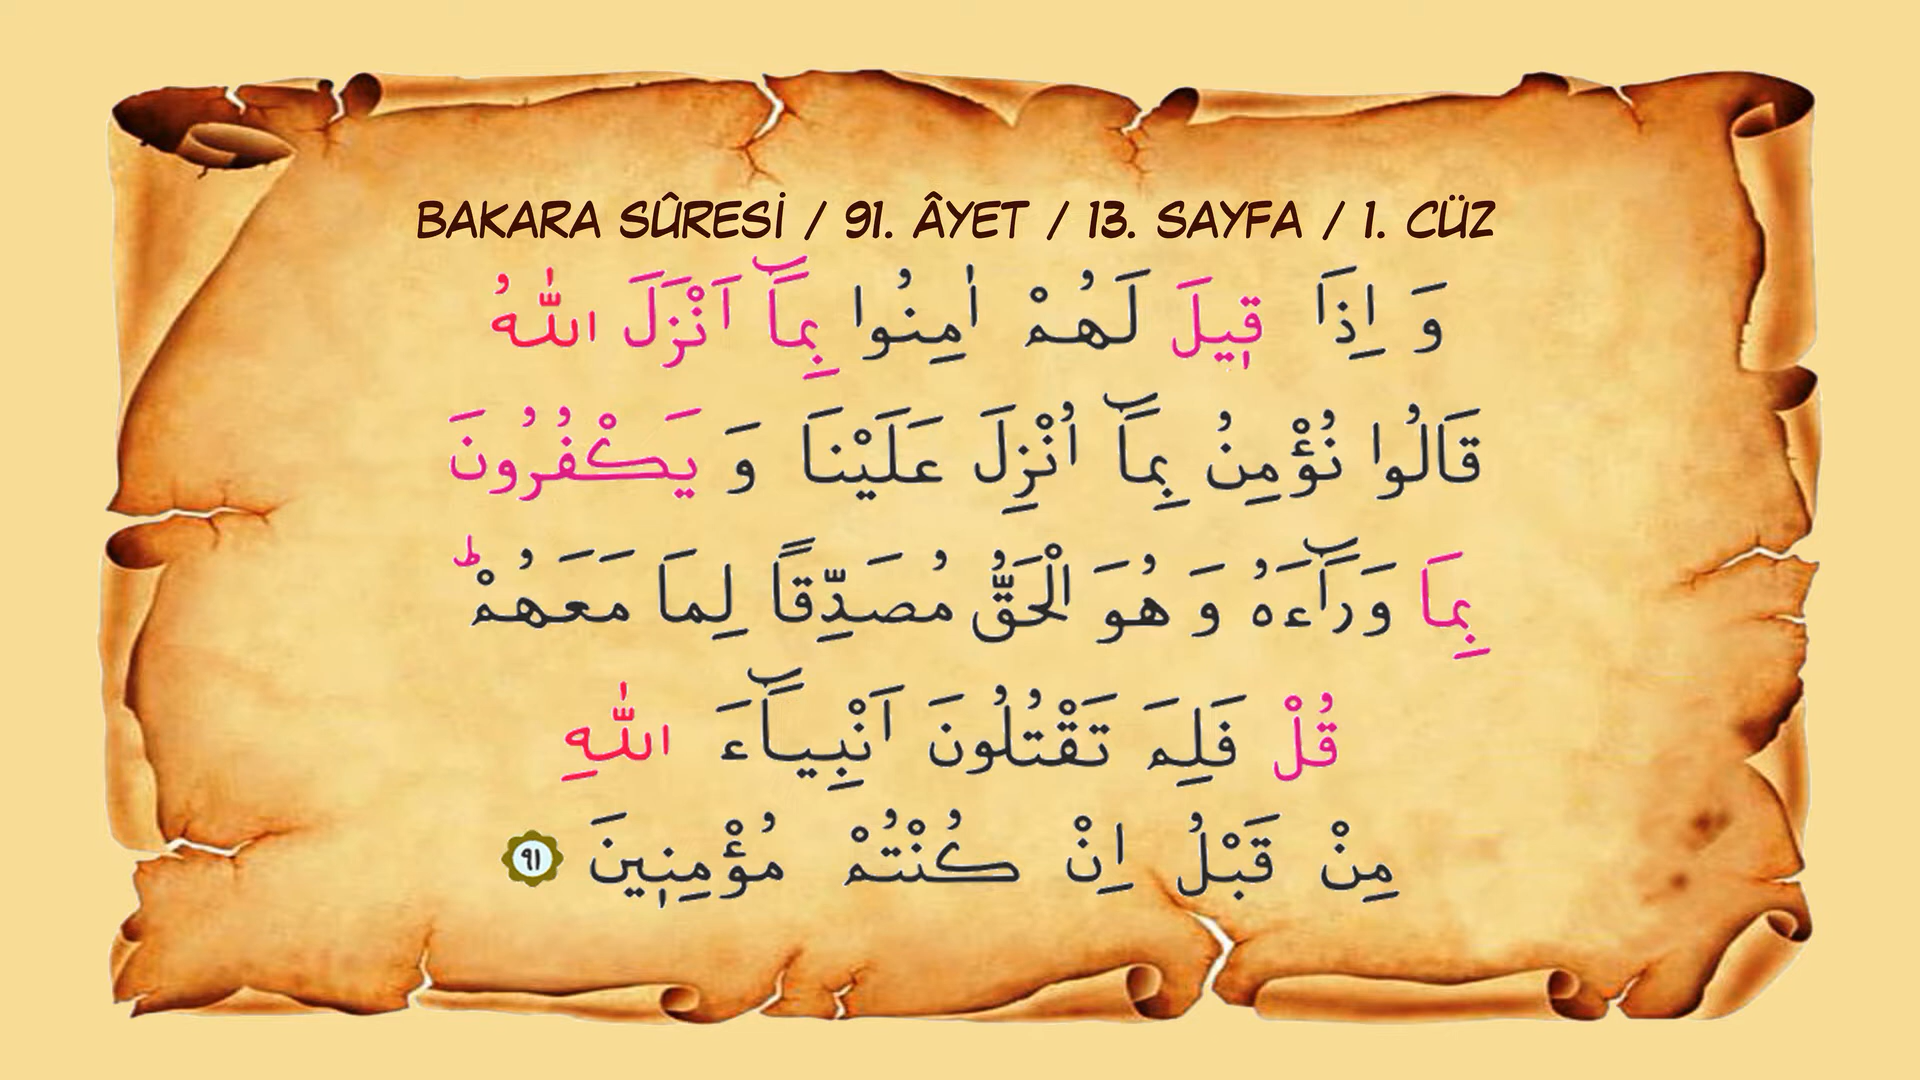 BAKARA SÛRESİ / 91. ÂYET / 13. SAYFA / 1. CÜZ
وَ اِذَا قٖيلَ لَهُمْ اٰمِنُوا بِمَٓا اَنْزَلَ اللّٰهُ
قَالُوا نُؤْمِنُ بِمَٓا اُنْزِلَ عَلَيْنَا وَ يَكْفُرُونَ
بِمَا وَرَٓاءَهُ وَ هُوَ الْحَقُّ مُصَدِّقًا لِمَا مَعَهُمْؕ
قُلْ فَلِمَ تَقْتُلُونَ اَنْبِيَٓاءَ اللّٰهِ
مِنْ قَبْلُ اِنْ كُنْتُمْ مُؤْمِنٖينَ ٩١